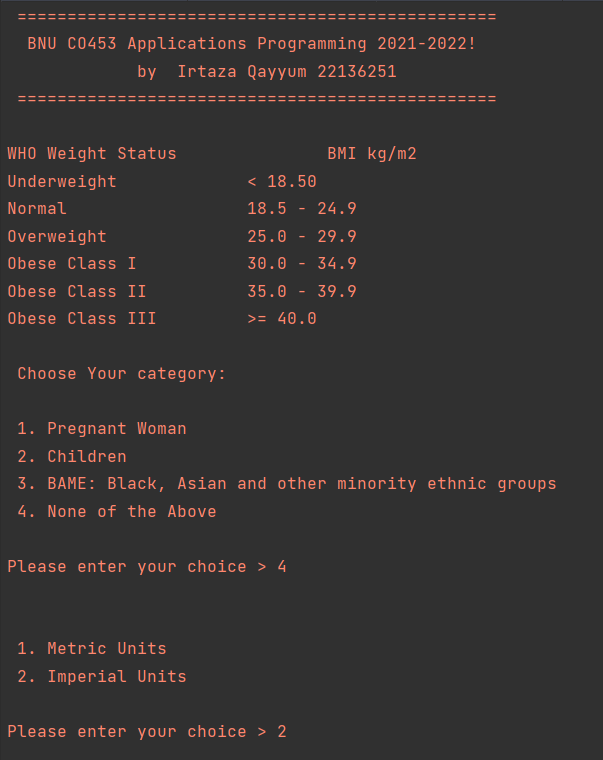 ================================================
BNU CO453 Applications Programming 2021-2022!
by  Irtaza Qayyum 22136251
================================================
WHO Weight Status               BMI kg/m2
Underweight             < 18.50
Normal                  18.5 - 24.9
Overweight              25.0 - 29.9
Obese Class I           30.0 - 34.9
Obese Class II          35.0 - 39.9
Obese Class III         >= 40.0
Choose Your category:
1. Pregnant Woman
2. Children
3. BAME: Black, Asian and other minority ethnic groups
4. None of the Above
Please enter your choice > 4
1. Metric Units
2. Imperial Units
Please enter your choice > 2